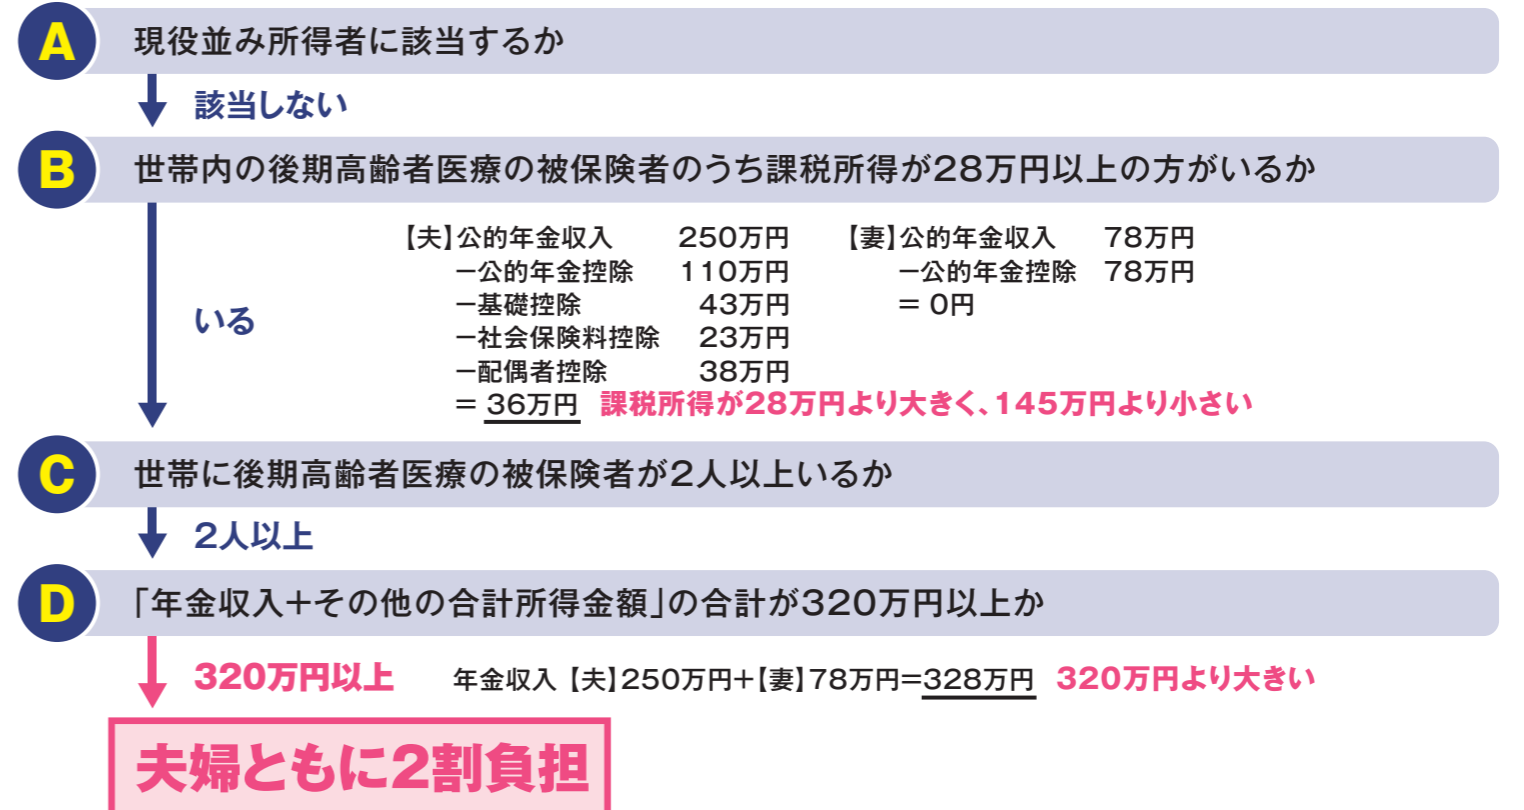 A 現役並み所得者に該当するか
該当しない
B 世帯内の後期高齢者医療の被保険者のうち課税所得が28万円以上の方がいるか
いる
【夫】公的年金収入 250万円
－公的年金控除 110万円
－基礎控除 43万円
－社会保険料控除 23万円
－配偶者控除 38万円
＝ 36万円 課税所得が28万円より大きく、145万円より小さい
【妻】公的年金収入 78万円
－公的年金控除 78万円
＝ 0円
C 世帯に後期高齢者医療の被保険者が2人以上いるか
2人以上
D 「年金収入＋その他の合計所得金額」の合計が320万円以上か
320万円以上
年金収入【夫】250万円＋【妻】78万円＝328万円 320万円より大きい
夫婦ともに2割負担